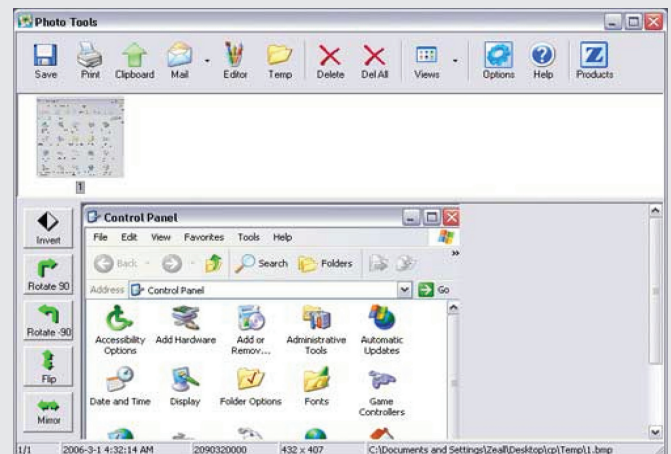 Photo Tools
Save Print Clipboard Mail Editor Temp Delete Del All Views Options Help Products
1
Invert
Rotate 90
Rotate -90
Flip
Mirror
Control Panel
File Edit View Favorites Tools Help
Back Search Folders
Address Control Panel Go
Accessibility Options
Add Hardware
Add or Remov...
Administrative Tools
Automatic Updates
Date and Time
Display
Folder Options
Fonts
Game Controllers
1/1 2006-3-1 4:32:14 AM 2090320000 432 x 407 C:\Documents and Settings\Zeall\Desktop\cp\Temp\1.bmp